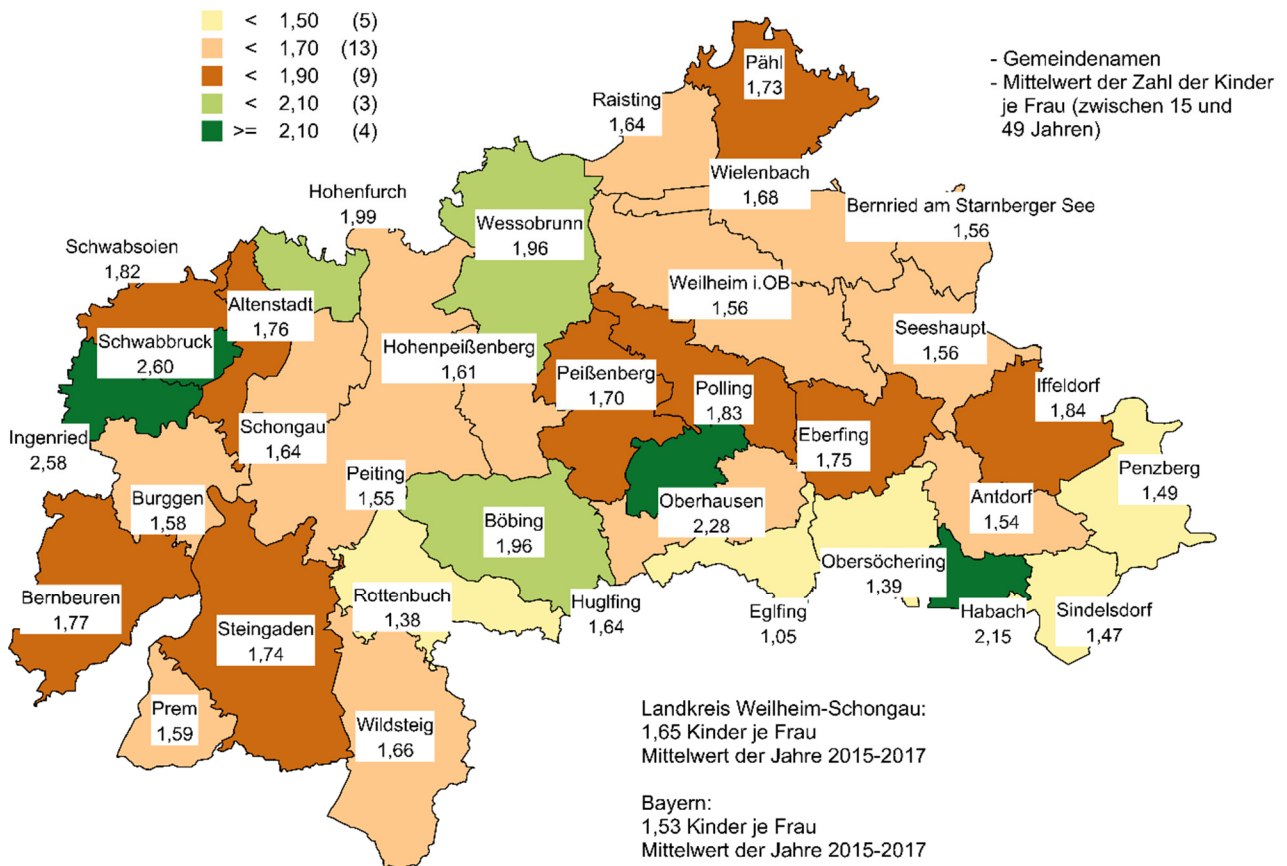 < 1,50 (5)
< 1,70 (13)
< 1,90 (9)
< 2,10 (3)
>= 2,10 (4)
- Gemeindenamen
- Mittelwert der Zahl der Kinder
je Frau (zwischen 15 und
49 Jahren)
Pähl
1,73
Raisting
1,64
Wielenbach
1,68
Hohenfurch
1,99
Wessobrunn
1,96
Bernried am Starnberger See
1,56
Schwabsoien
1,82
Altenstadt
1,76
Weilheim i.OB
1,56
Schwabbruck
2,60
Hohenpeißenberg
1,61
Seeshaupt
1,56
Peißenberg
1,70
Polling
1,83
Iffeldorf
1,84
Ingenried
2,58
Schongau
1,64
Eberfing
1,75
Penzberg
1,49
Peiting
1,55
Burggen
1,58
Oberhausen
2,28
Antdorf
1,54
Böbing
1,96
Obersöchering
1,39
Bernbeuren
1,77
Rottenbuch
1,38
Huglfing
1,64
Eglfing
1,05
Habach
2,15
Sindelsdorf
1,47
Steingaden
1,74
Prem
1,59
Wildsteig
1,66
Landkreis Weilheim-Schongau:
1,65 Kinder je Frau
Mittelwert der Jahre 2015-2017
Bayern:
1,53 Kinder je Frau
Mittelwert der Jahre 2015-2017